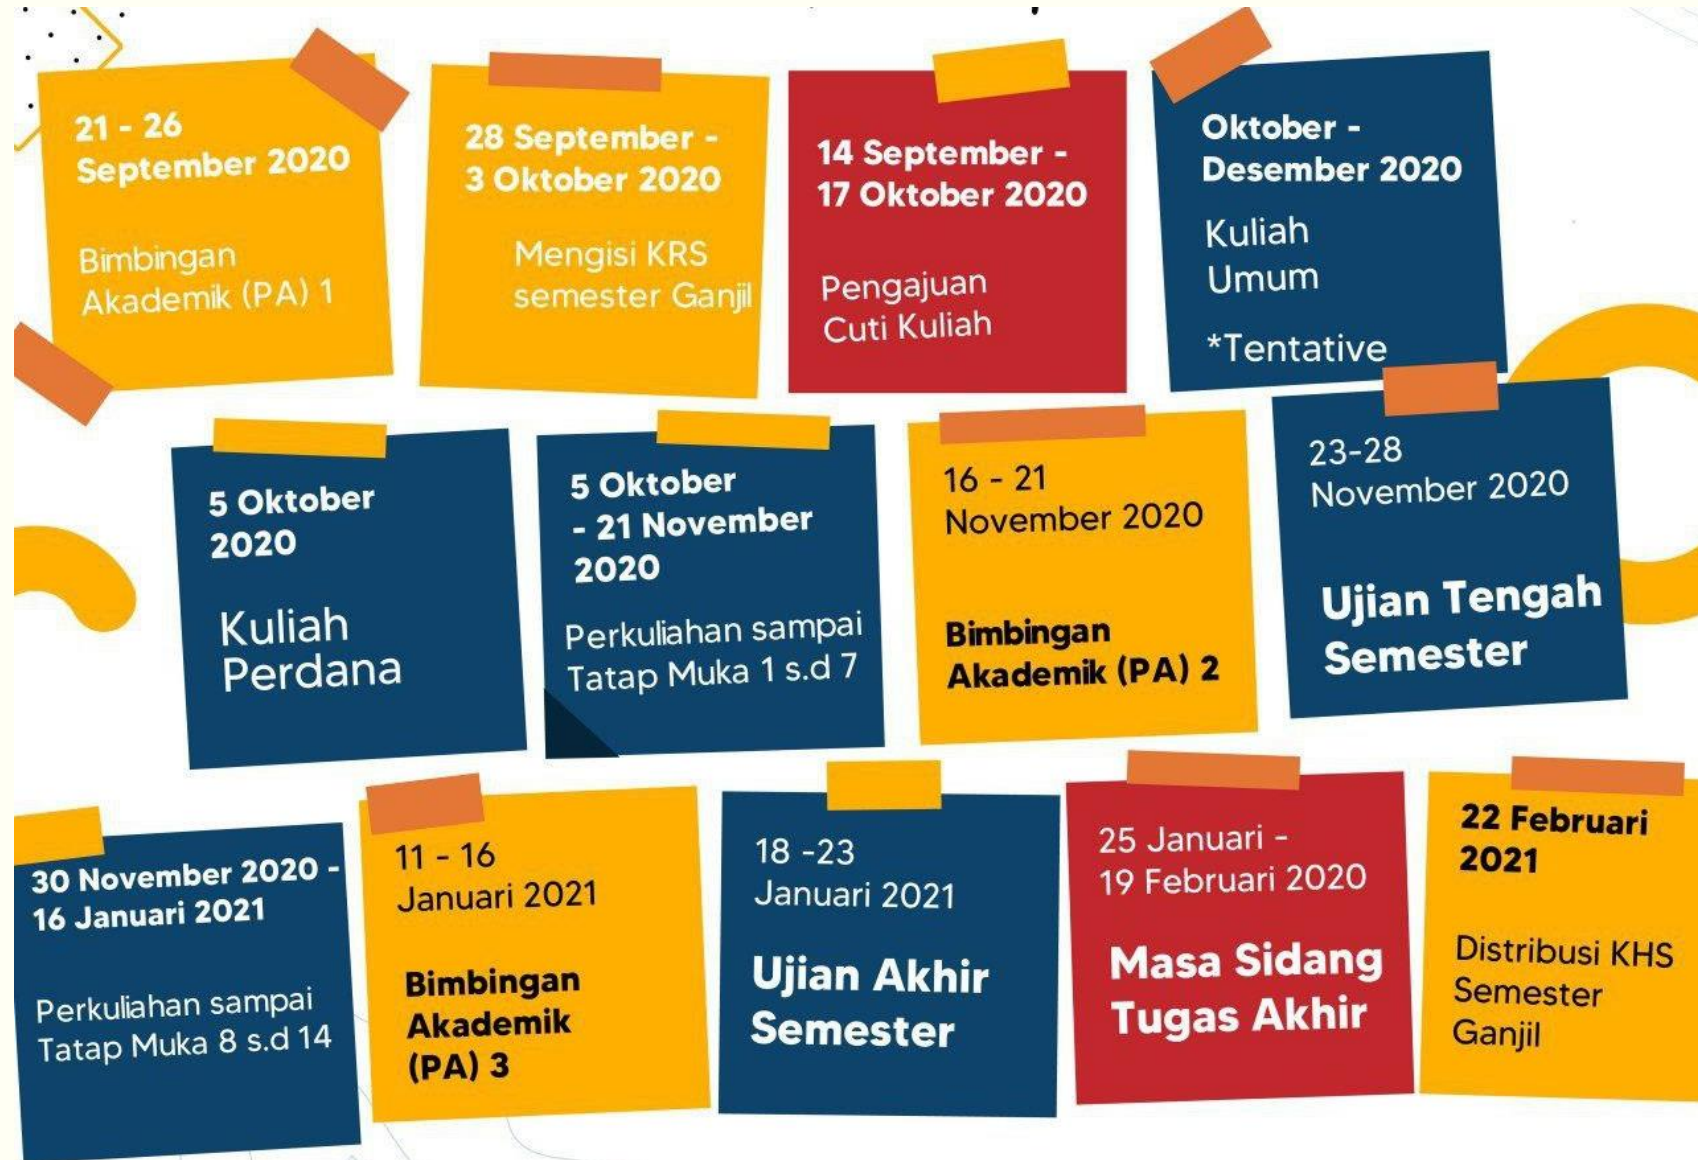 21 - 26
September 2020
Bimbingan
Akademik (PA) 1
28 September -
3 Oktober 2020
Mengisi KRS
semester Ganjil
14 September -
17 Oktober 2020
Pengajuan
Cuti Kuliah
Oktober -
Desember 2020
Kuliah
Umum
*Tentative
5 Oktober
2020
Kuliah
Perdana
5 Oktober
- 21 November
2020
Perkuliahan sampai
Tatap Muka 1 s.d 7
16 - 21
November 2020
Bimbingan
Akademik (PA) 2
23-28
November 2020
Ujian Tengah
Semester
30 November 2020 -
16 Januari 2021
Perkuliahan sampai
Tatap Muka 8 s.d 14
11 - 16
Januari 2021
Bimbingan
Akademik
(PA) 3
18 -23
Januari 2021
Ujian Akhir
Semester
25 Januari -
19 Februari 2020
Masa Sidang
Tugas Akhir
22 Februari
2021
Distribusi KHS
Semester
Ganjil